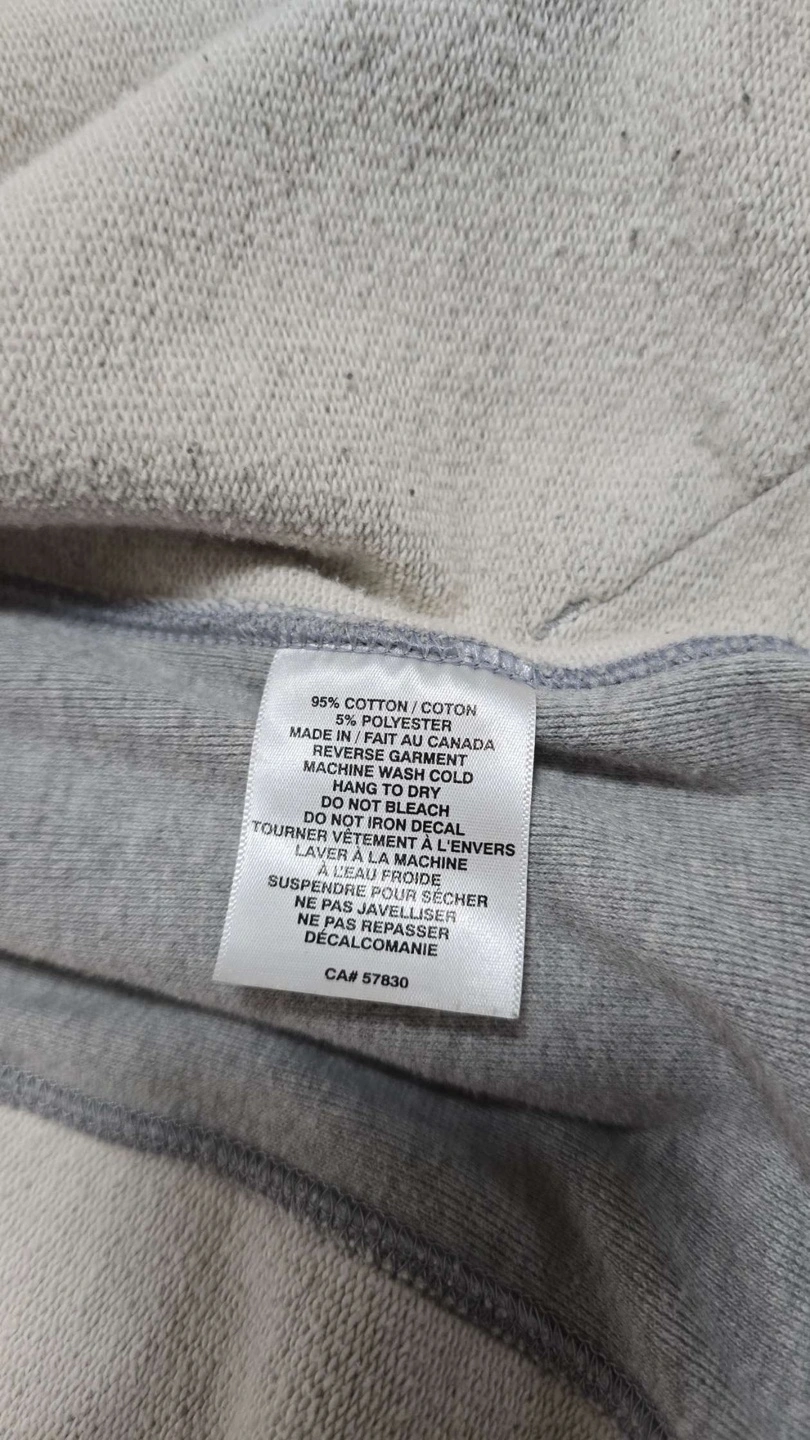 95% COTTON / COTON
5% POLYESTER
MADE IN / FAIT AU CANADA
REVERSE GARMENT
MACHINE WASH COLD
HANG TO DRY
DO NOT BLEACH
DO NOT IRON DECAL
TOURNER VÊTEMENT À L'ENVERS
LAVER À LA MACHINE
À L'EAU FROIDE
SUSPENDRE POUR SÉCHER
NE PAS JAVELLISER
NE PAS REPASSER
DÉCALCOMANIE
CA# 57830